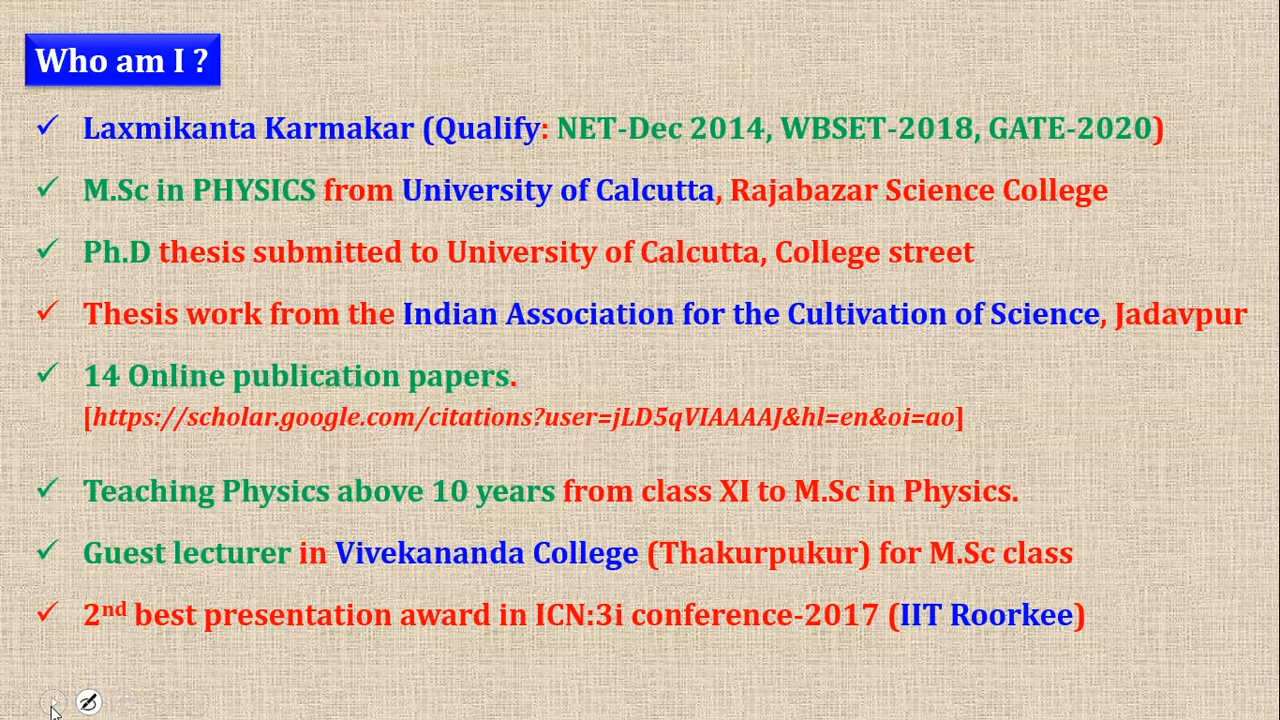 Who am I ?
Laxmikanta Karmakar (Qualify: NET-Dec 2014, WBSET-2018, GATE-2020)
M.Sc in PHYSICS from University of Calcutta, Rajabazar Science College
Ph.D thesis submitted to University of Calcutta, College street
Thesis work from the Indian Association for the Cultivation of Science, Jadavpur
14 Online publication papers.
[https://scholar.google.com/citations?user=jLD5qVIAAAAJ&hl=en&oi=ao]
Teaching Physics above 10 years from class XI to M.Sc in Physics.
Guest lecturer in Vivekananda College (Thakurpukur) for M.Sc class
2nd best presentation award in ICN:3i conference-2017 (IIT Roorkee)